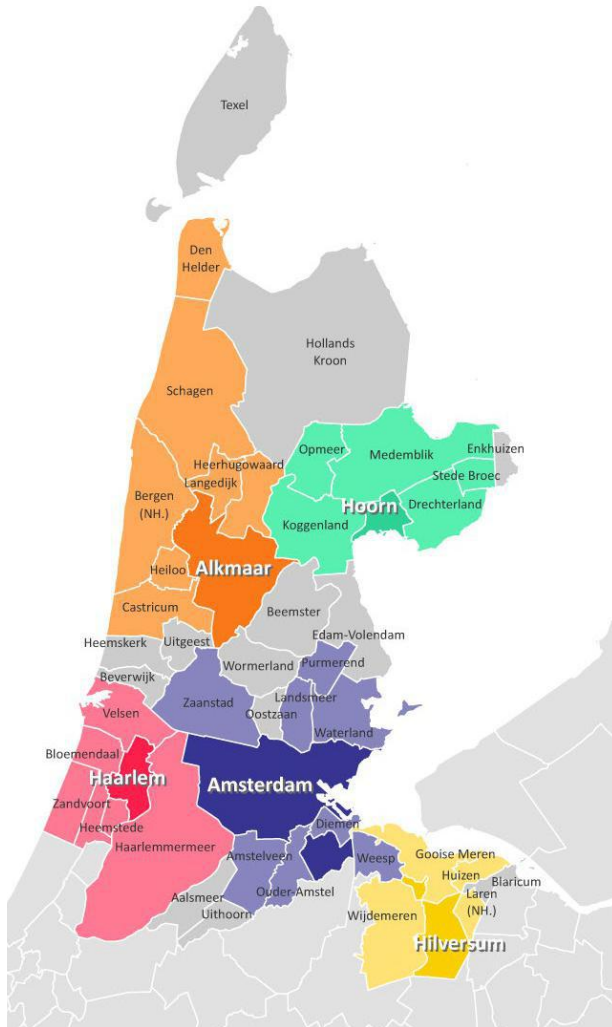 Texel
Den
Helder
Hollands
Kroon
Schagen
Opmeer
Medemblik
Enkhuizen
Heerhugowaard
Langedijk
Stede Broec
Bergen
(NH.)
Hoorn
Drechterland
Koggenland
Heiloo
Alkmaar
Castricum
Beemster
Heemskerk
Uitgeest
Edam-Volendam
Wormerland
Purmerend
Beverwijk
Zaanstad
Landsmeer
Oostzaan
Velsen
Waterland
Bloemendaal
Haarlem
Amsterdam
Zandvoort
Heemstede
Diemen
Haarlemmermeer
Amstelveen
Weesp
Gooise Meren
Huizen
Blaricum
Aalsmeer
Ouder-Amstel
Laren
(NH.)
Uithoorn
Wijdemeren
Hilversum